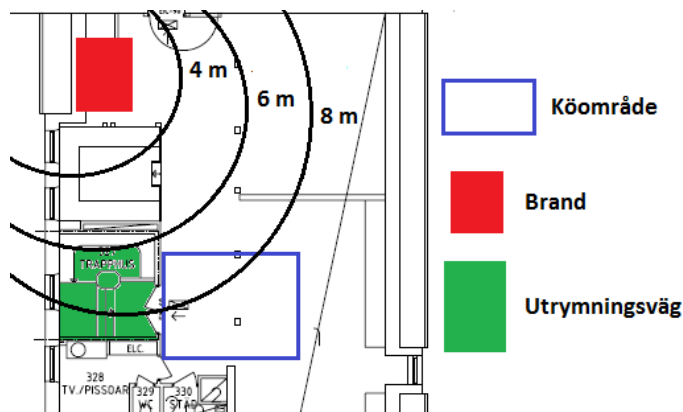 4 m
6 m
8 m
Köområde
Brand
Utrymningsväg
TRAPPHUS
ELC.
328
TV./PISSOAR
329
WC
330
STÄD